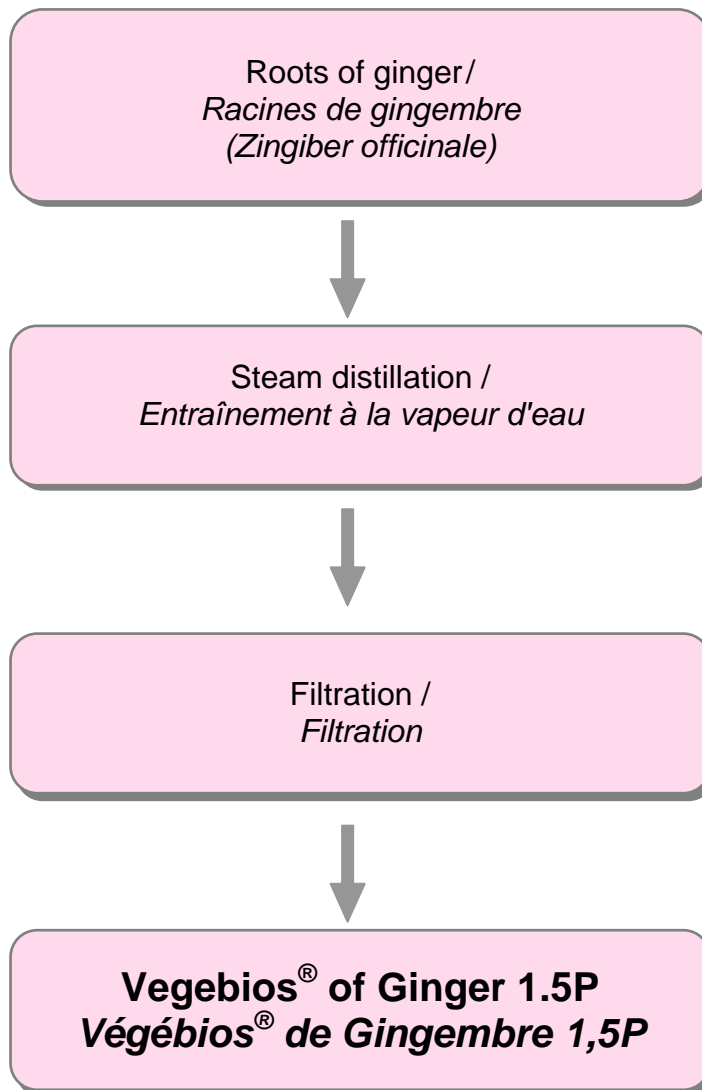 Roots of ginger/
Racines de gingembre
(Zingiber officinale)
Steam distillation /
Entraînement à la vapeur d'eau
Filtration /
Filtration
Vegebios® of Ginger 1.5P
Végébios® de Gingembre 1,5P